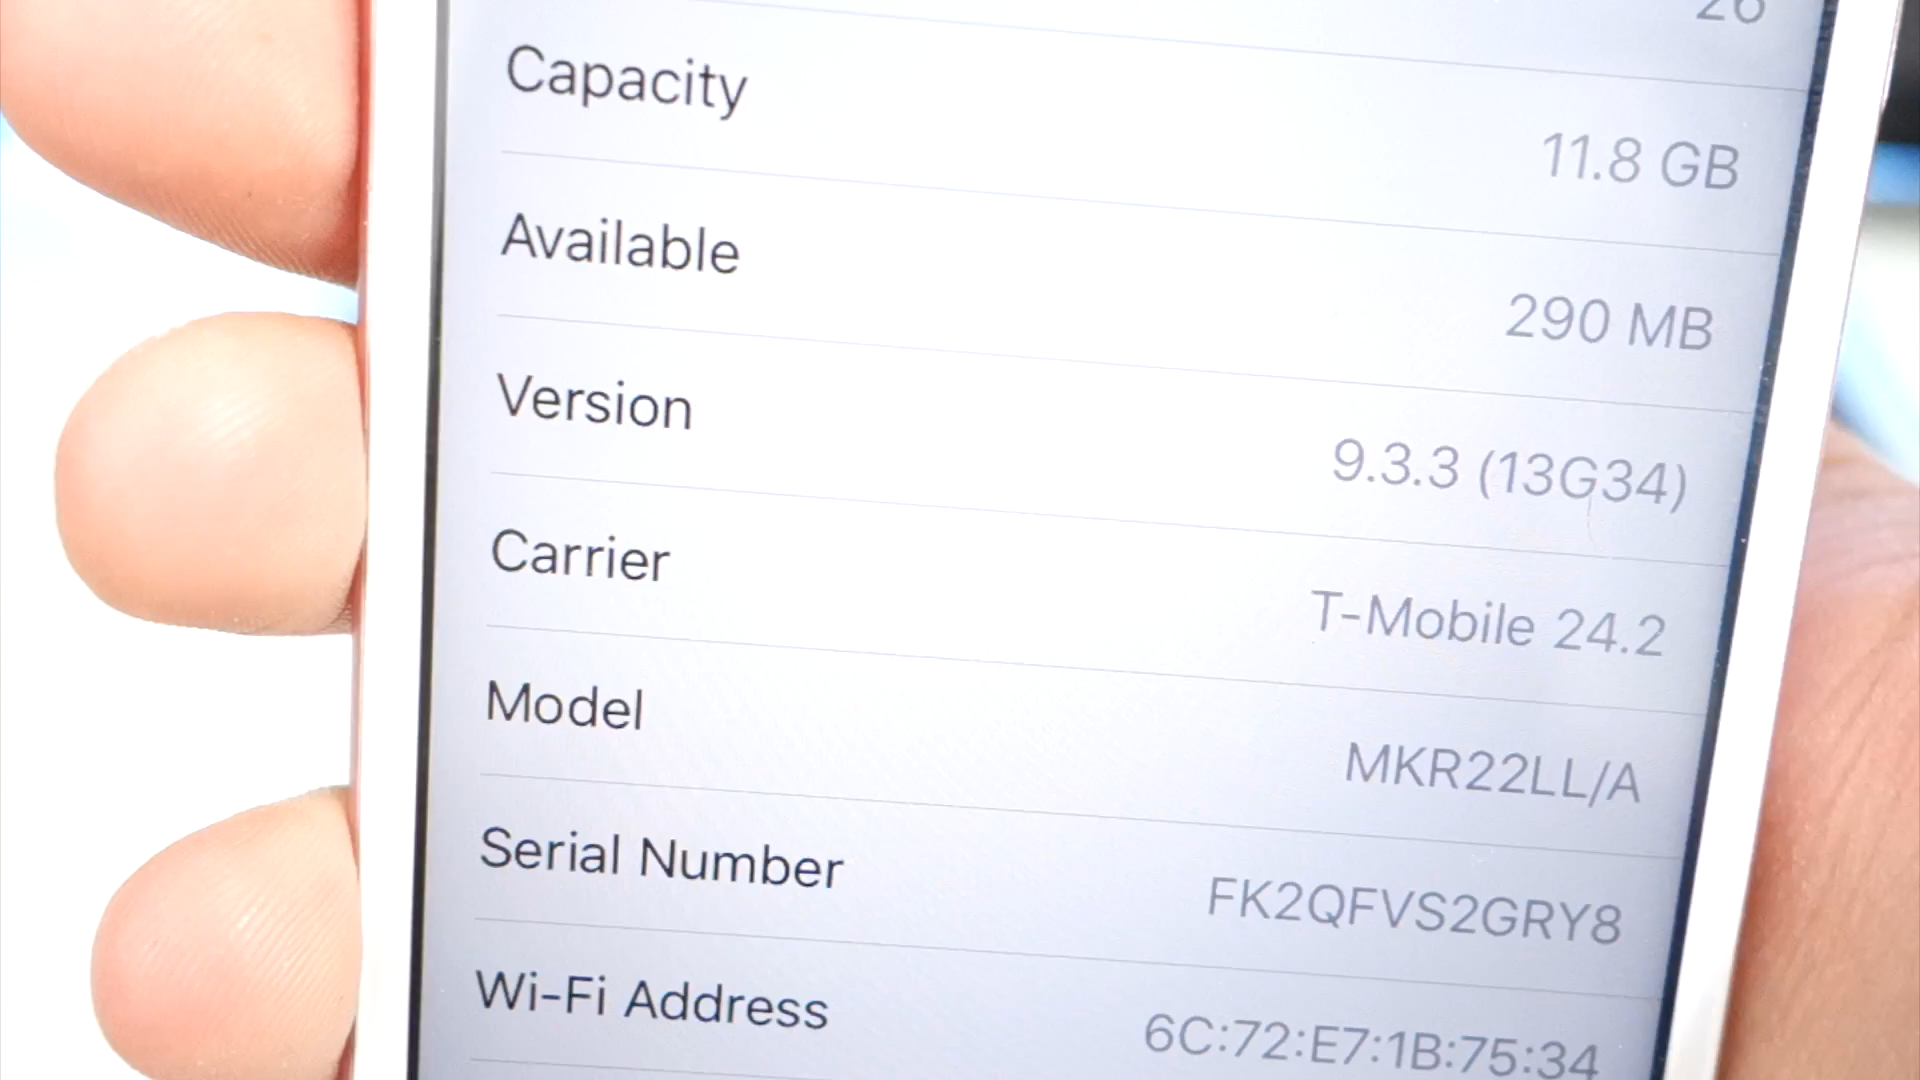 26
Capacity
11.8 GB
Available
290 MB
Version
9.3.3 (13G34)
Carrier
T-Mobile 24.2
Model
MKR22LL/A
Serial Number
FK2QFVS2GRY8
Wi-Fi Address
6C:72:E7:1B:75:34